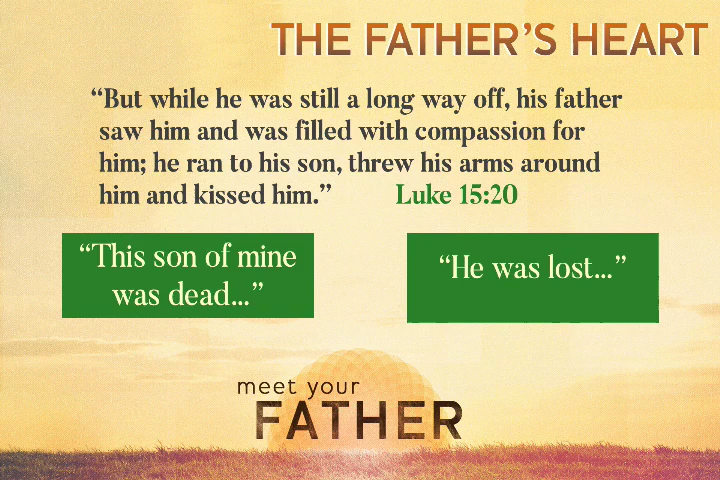 THE FATHER’S HEART
“But while he was still a long way off, his father
saw him and was filled with compassion for
him; he ran to his son, threw his arms around
him and kissed him.” Luke 15:20
“This son of mine
was dead...”
“He was lost...”
meet your
FATHER